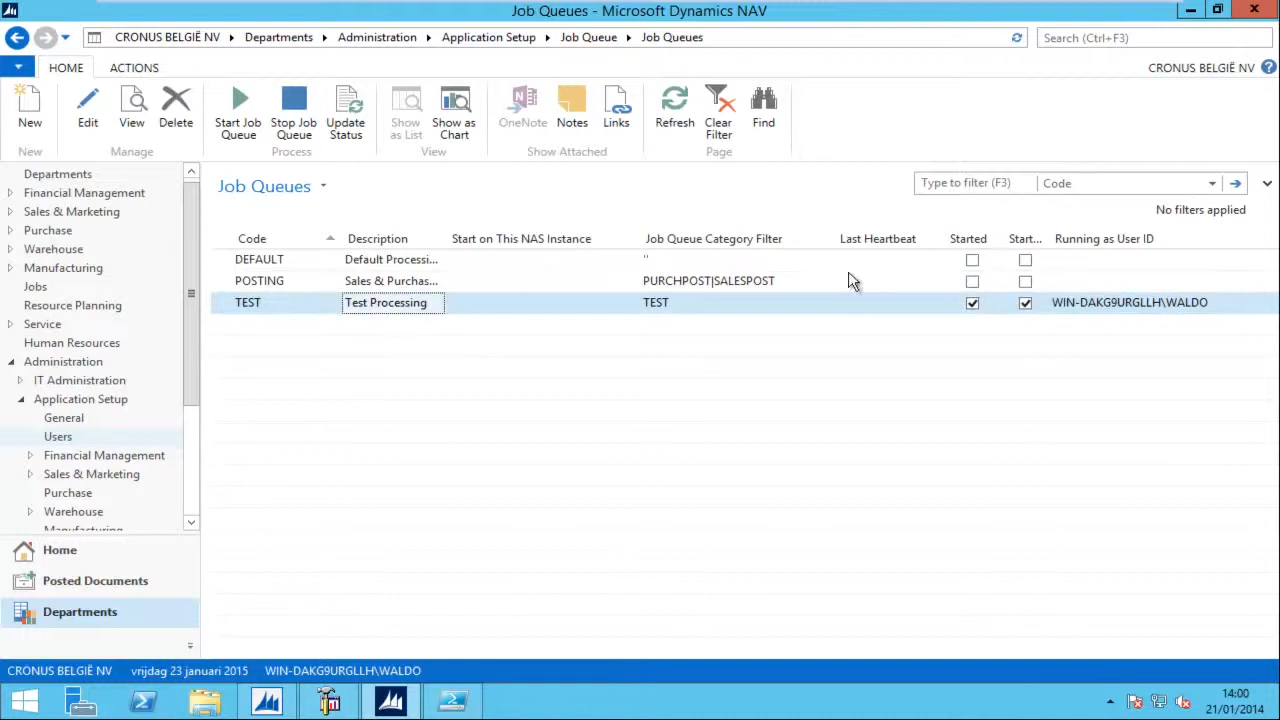 Job Queues - Microsoft Dynamics NAV
CRONUS BELGIË NV Departments Administration Application Setup Job Queue Job Queues
Search (Ctrl+F3)
HOME ACTIONS
CRONUS BELGIË NV
New
Edit View Delete
Start Job Queue Stop Job Queue Update Status
Show as List Show as Chart
OneNote Notes Links
Refresh Clear Filter Find
New Manage Process View Show Attached Page
Departments
Financial Management
Sales & Marketing
Purchase
Warehouse
Manufacturing
Jobs
Resource Planning
Service
Human Resources
Administration
IT Administration
Application Setup
General
Users
Financial Management
Sales & Marketing
Purchase
Warehouse
Manufacturing
Home
Posted Documents
Departments
Job Queues
Type to filter (F3) Code
No filters applied
Code Description Start on This NAS Instance Job Queue Category Filter Last Heartbeat Started Start... Running as User ID
DEFAULT Default Processi... ''
POSTING Sales & Purchas... PURCHPOST|SALESPOST
TEST Test Processing TEST WIN-DAKG9URGLLH\WALDO
CRONUS BELGIË NV vrijdag 23 januari 2015 WIN-DAKG9URGLLH\WALDO
14:00
21/01/2014